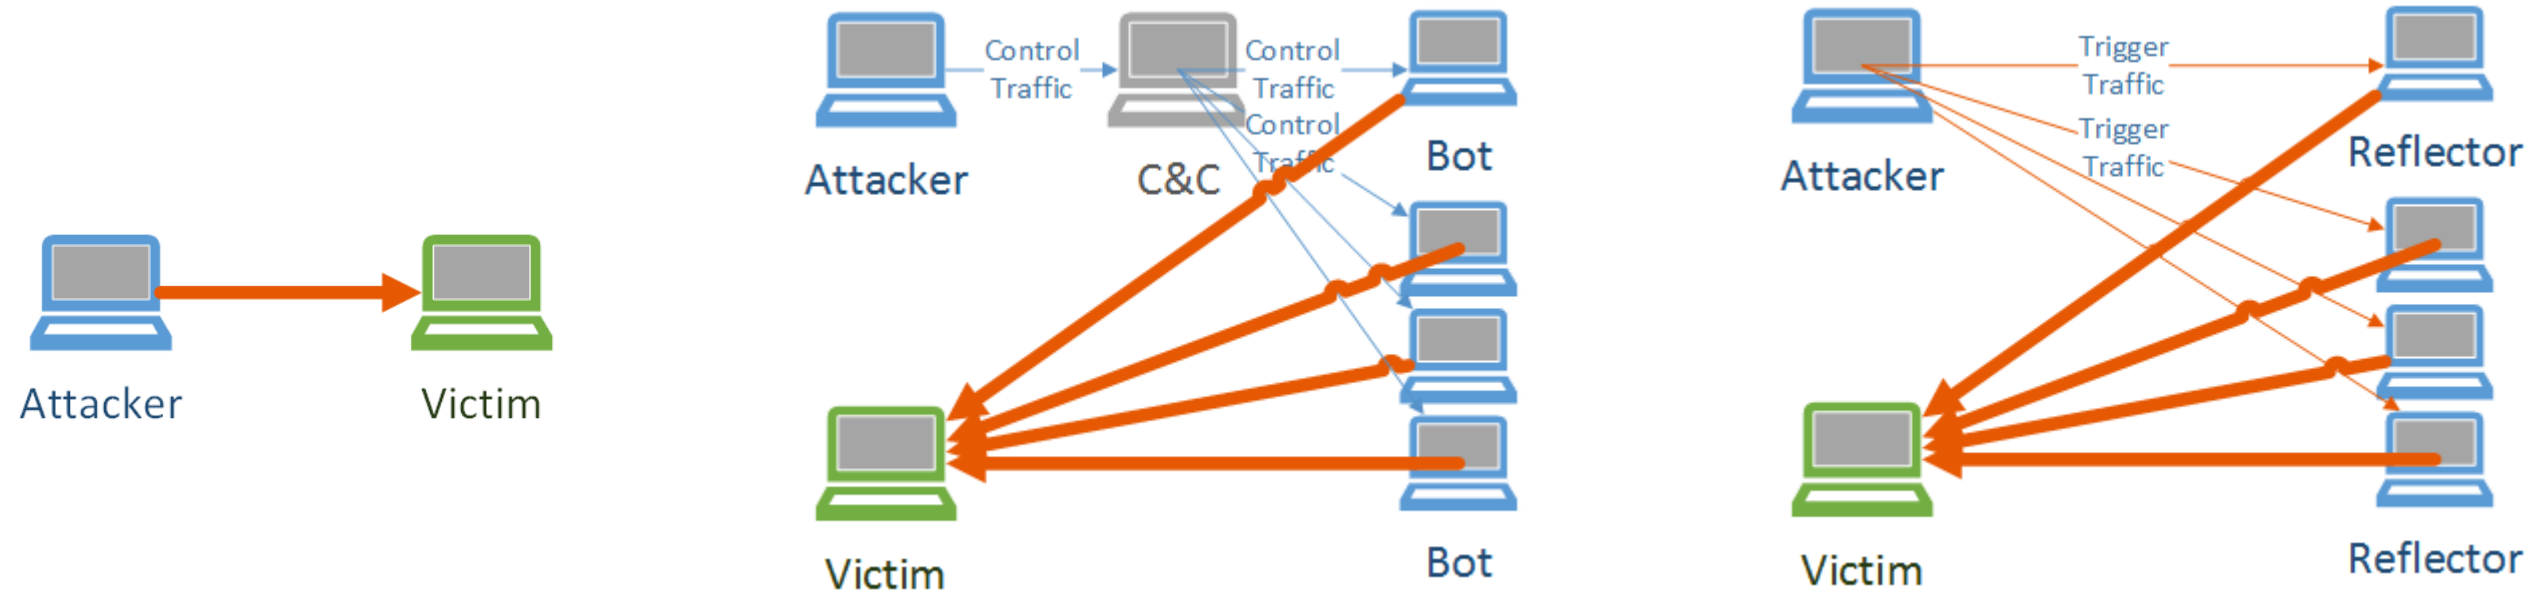 Attacker
Victim
Control
Traffic
Control
Traffic
Control
Traffic
Attacker
C&C
Bot
Victim
Bot
Trigger
Traffic
Trigger
Traffic
Attacker
Reflector
Victim
Reflector